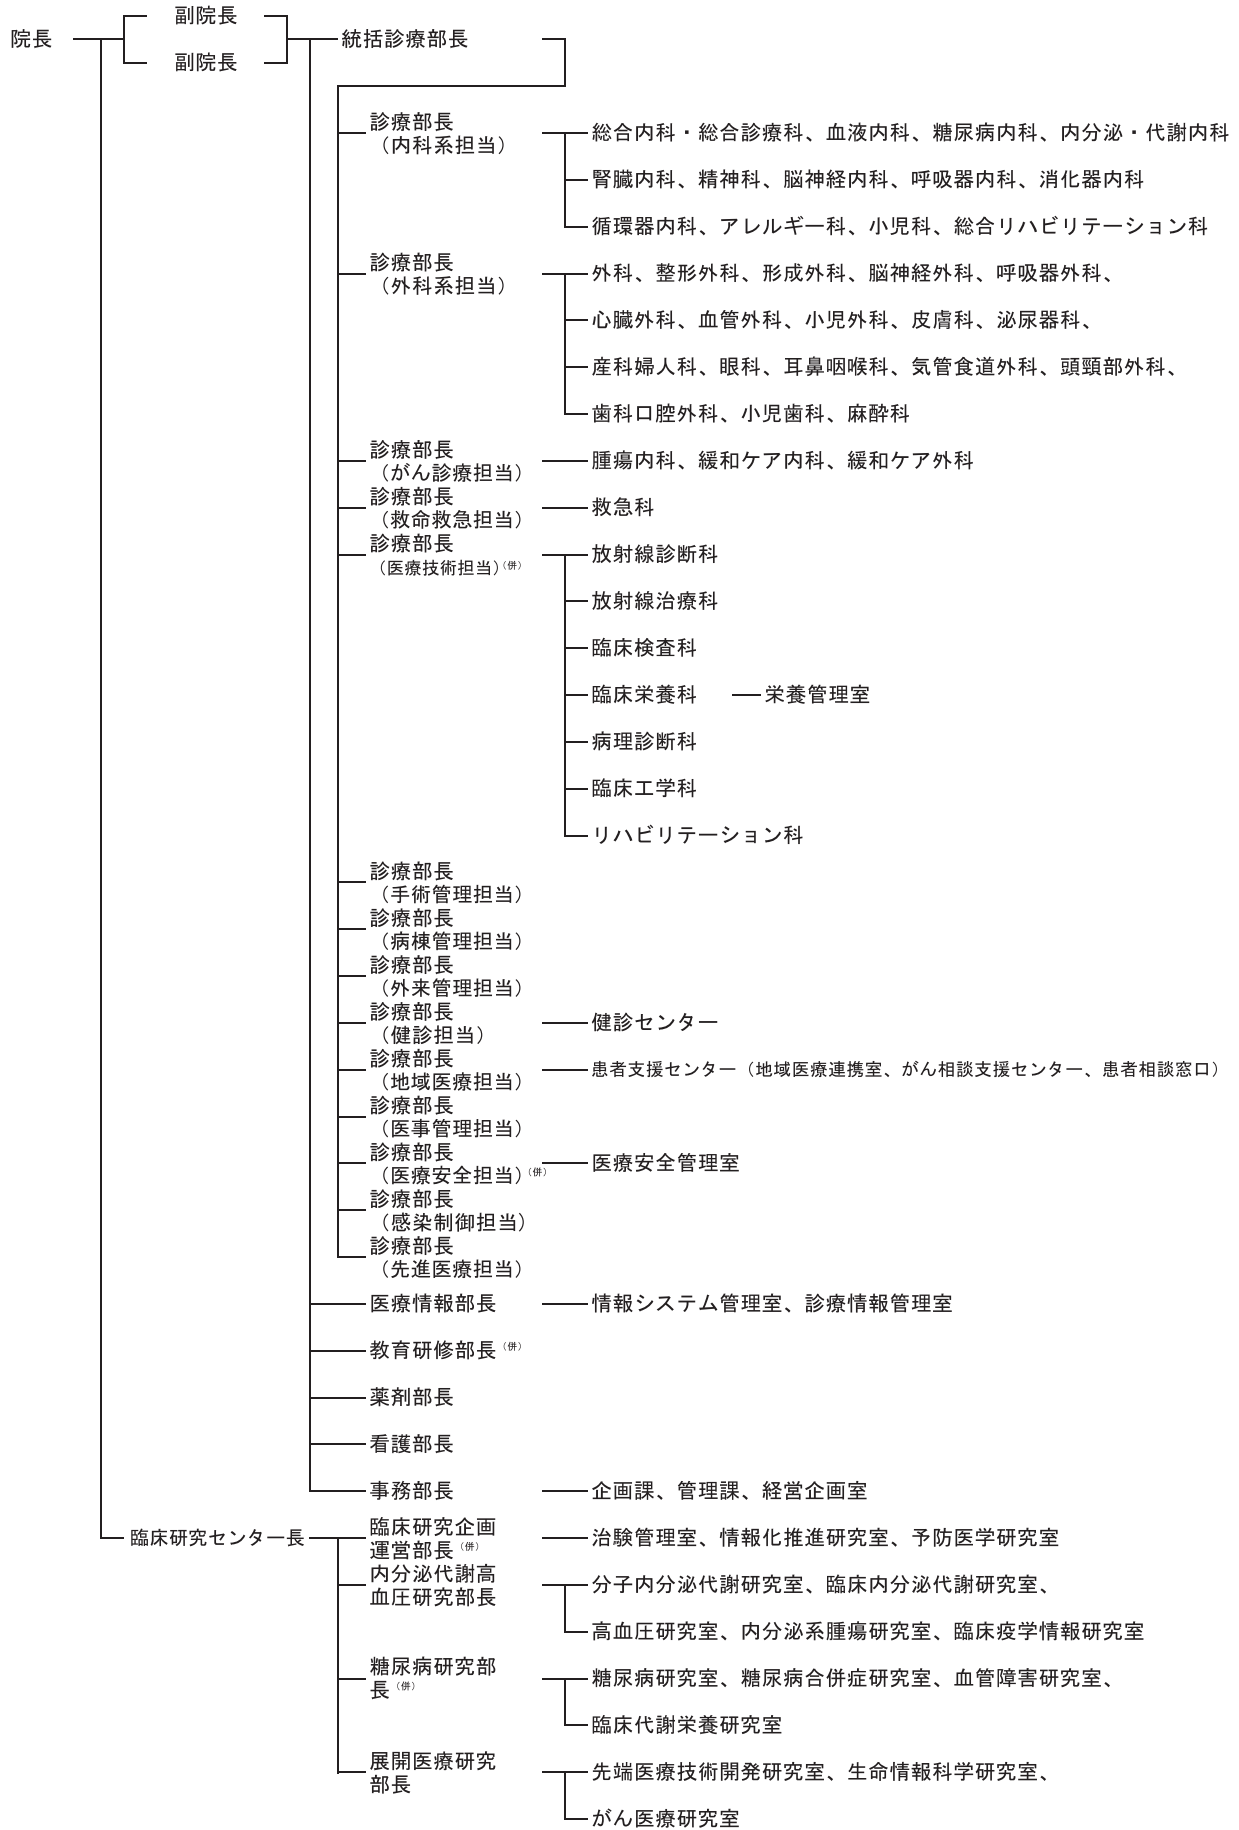 副院長
院長
統括診療部長
副院長
診療部長
（内科系担当）
総合内科・総合診療科、血液内科、糖尿病内科、内分泌・代謝内科
腎臓内科、精神科、脳神経内科、呼吸器内科、消化器内科
循環器内科、アレルギー科、小児科、総合リハビリテーション科
診療部長
（外科系担当）
外科、整形外科、形成外科、脳神経外科、呼吸器外科、
心臓外科、血管外科、小児外科、皮膚科、泌尿器科、
産科婦人科、眼科、耳鼻咽喉科、気管食道外科、頭頸部外科、
歯科口腔外科、小児歯科、麻酔科
診療部長
（がん診療担当）
腫瘍内科、緩和ケア内科、緩和ケア外科
診療部長
（救命救急担当）
救急科
診療部長
（医療技術担当）（併）
放射線診断科
放射線治療科
臨床検査科
臨床栄養科
栄養管理室
病理診断科
臨床工学科
リハビリテーション科
診療部長
（手術管理担当）
診療部長
（病棟管理担当）
診療部長
（外来管理担当）
診療部長
（健診担当）
健診センター
診療部長
（地域医療担当）
患者支援センター（地域医療連携室、がん相談支援センター、患者相談窓口）
診療部長
（医事管理担当）
診療部長
（医療安全担当）（併）
医療安全管理室
診療部長
（感染制御担当）
診療部長
（先進医療担当）
医療情報部長
情報システム管理室、診療情報管理室
教育研修部長（併）
薬剤部長
看護部長
事務部長
企画課、管理課、経営企画室
臨床研究センター長
臨床研究企画
運営部長（併）
治験管理室、情報化推進研究室、予防医学研究室
内分泌代謝高
血圧研究部長
分子内分泌代謝研究室、臨床内分泌代謝研究室、
高血圧研究室、内分泌系腫瘍研究室、臨床疫学情報研究室
糖尿病研究部
長（併）
糖尿病研究室、糖尿病合併症研究室、血管障害研究室、
臨床代謝栄養研究室
展開医療研究
部長
先端医療技術開発研究室、生命情報科学研究室、
がん医療研究室